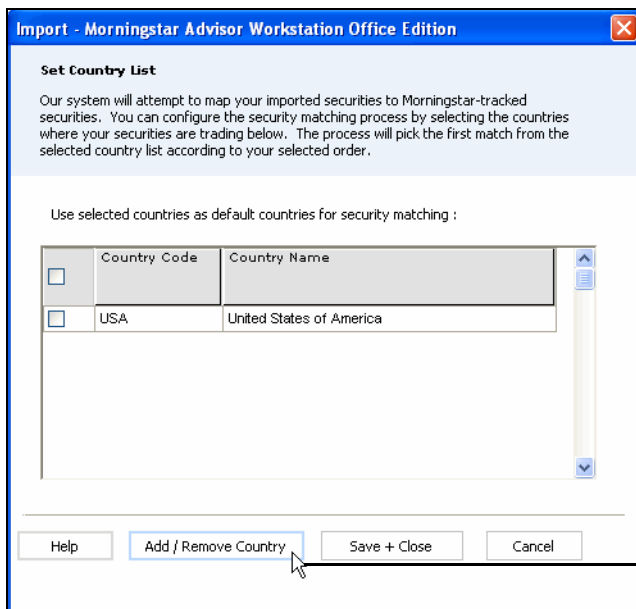 Import - Morningstar Advisor Workstation Office Edition
Set Country List
Our system will attempt to map your imported securities to Morningstar-tracked
securities. You can configure the security matching process by selecting the countries
where your securities are trading below. The process will pick the first match from the
selected country list according to your selected order.
Use selected countries as default countries for security matching :
Country Code Country Name
USA United States of America
Help Add / Remove Country Save + Close Cancel